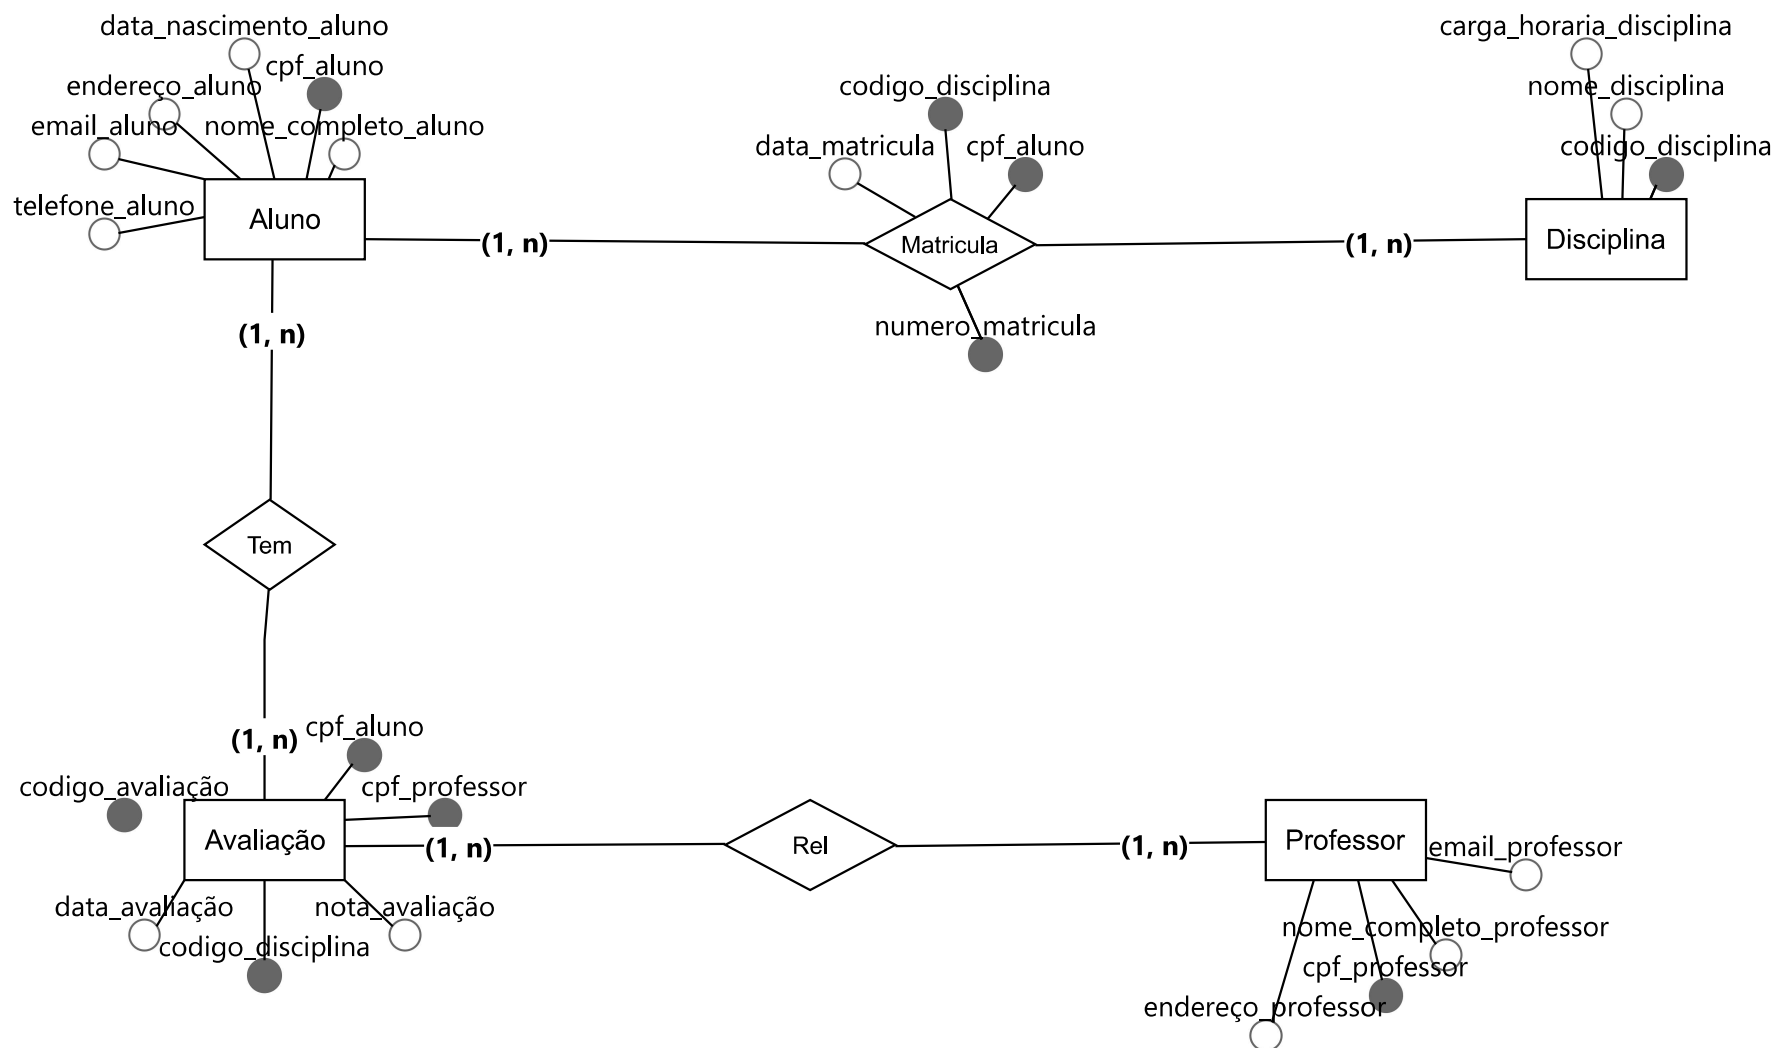 data_nascimento_aluno
cpf_aluno
endereço_aluno
email_aluno
nome_completo_aluno
telefone_aluno
Aluno
(1, n)
codigo_disciplina
data_matricula
cpf_aluno
Matricula
numero_matricula
(1, n)
carga_horaria_disciplina
nome_disciplina
codigo_disciplina
Disciplina
(1, n)
Tem
(1, n)
cpf_aluno
codigo_avaliação
cpf_professor
Avaliação
(1, n)
data_avaliação
nota_avaliação
codigo_disciplina
Rel
(1, n)
Professor
email_professor
nome_completo_professor
cpf_professor
endereço_professor